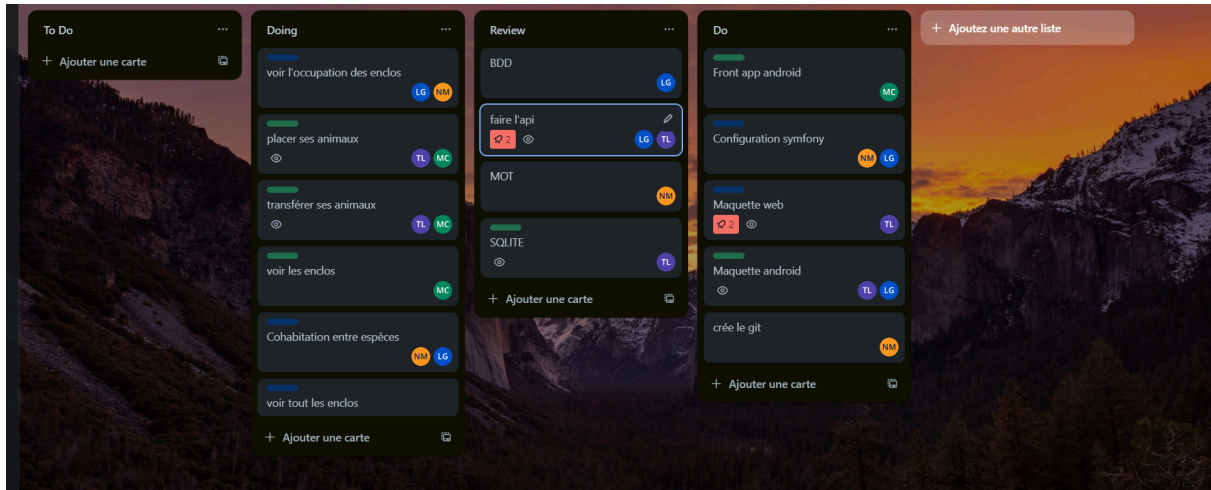 To Do
+ Ajouter une carte
Doing
voir l'occupation des enclos
LG NM
placer ses animaux
TL MC
transférer ses animaux
TL MC
voir les enclos
MC
Cohabitation entre espèces
NM LG
voir tout les enclos
+ Ajouter une carte
Review
BDD
LG
faire l'api
2 LG TL
MOT
NM
SQLITE
TL
+ Ajouter une carte
Do
Front app android
MC
Configuration symfony
NM LG
Maquette web
2 TL
Maquette android
TL LG
crée le git
NM
+ Ajouter une carte
+ Ajoutez une autre liste